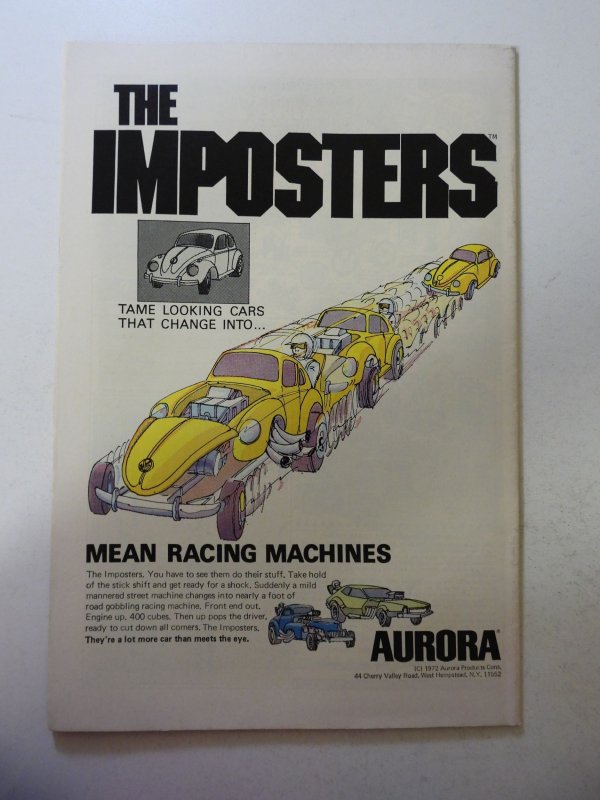 THE
IMPOSTERS™
TAME LOOKING CARS
THAT CHANGE INTO...
MEAN RACING MACHINES
The Imposters. You have to see them do their stuff. Take hold
of the stick shift and get ready for a shock. Suddenly a mild
mannered street machine changes into nearly a foot of
road gobbling racing machine. Front end out.
Engine up. 400 cubes. Then up pops the driver,
ready to cut down all comers. The Imposters.
They're a lot more car than meets the eye.
AURORA®
(C) 1972 Aurora Products Corp.
44 Cherry Valley Road, West Hempstead, N.Y. 11552